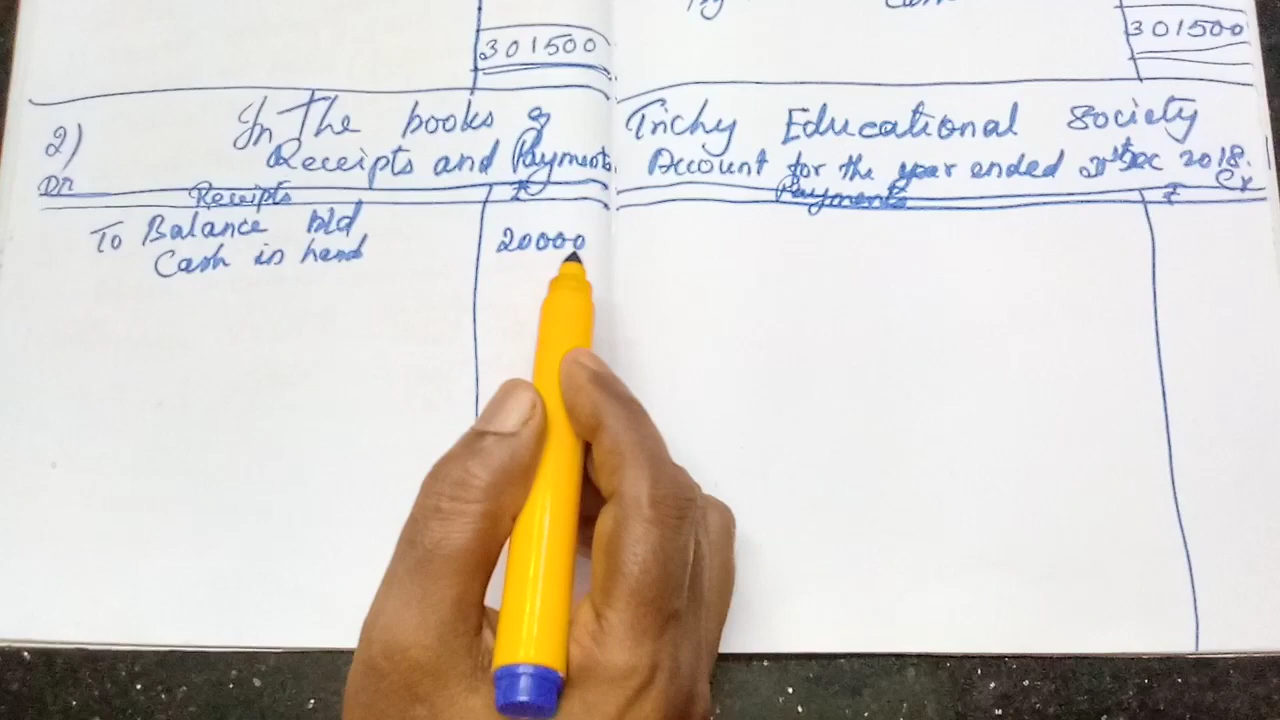 Cash
301500 301500
2) In The books of Trichy Educational Society
Receipts and Payments Account for the year ended 31st Dec 2018.
Dr Cr
Receipts ₹ Payments ₹
To Balance b/d
Cash in hand 20000